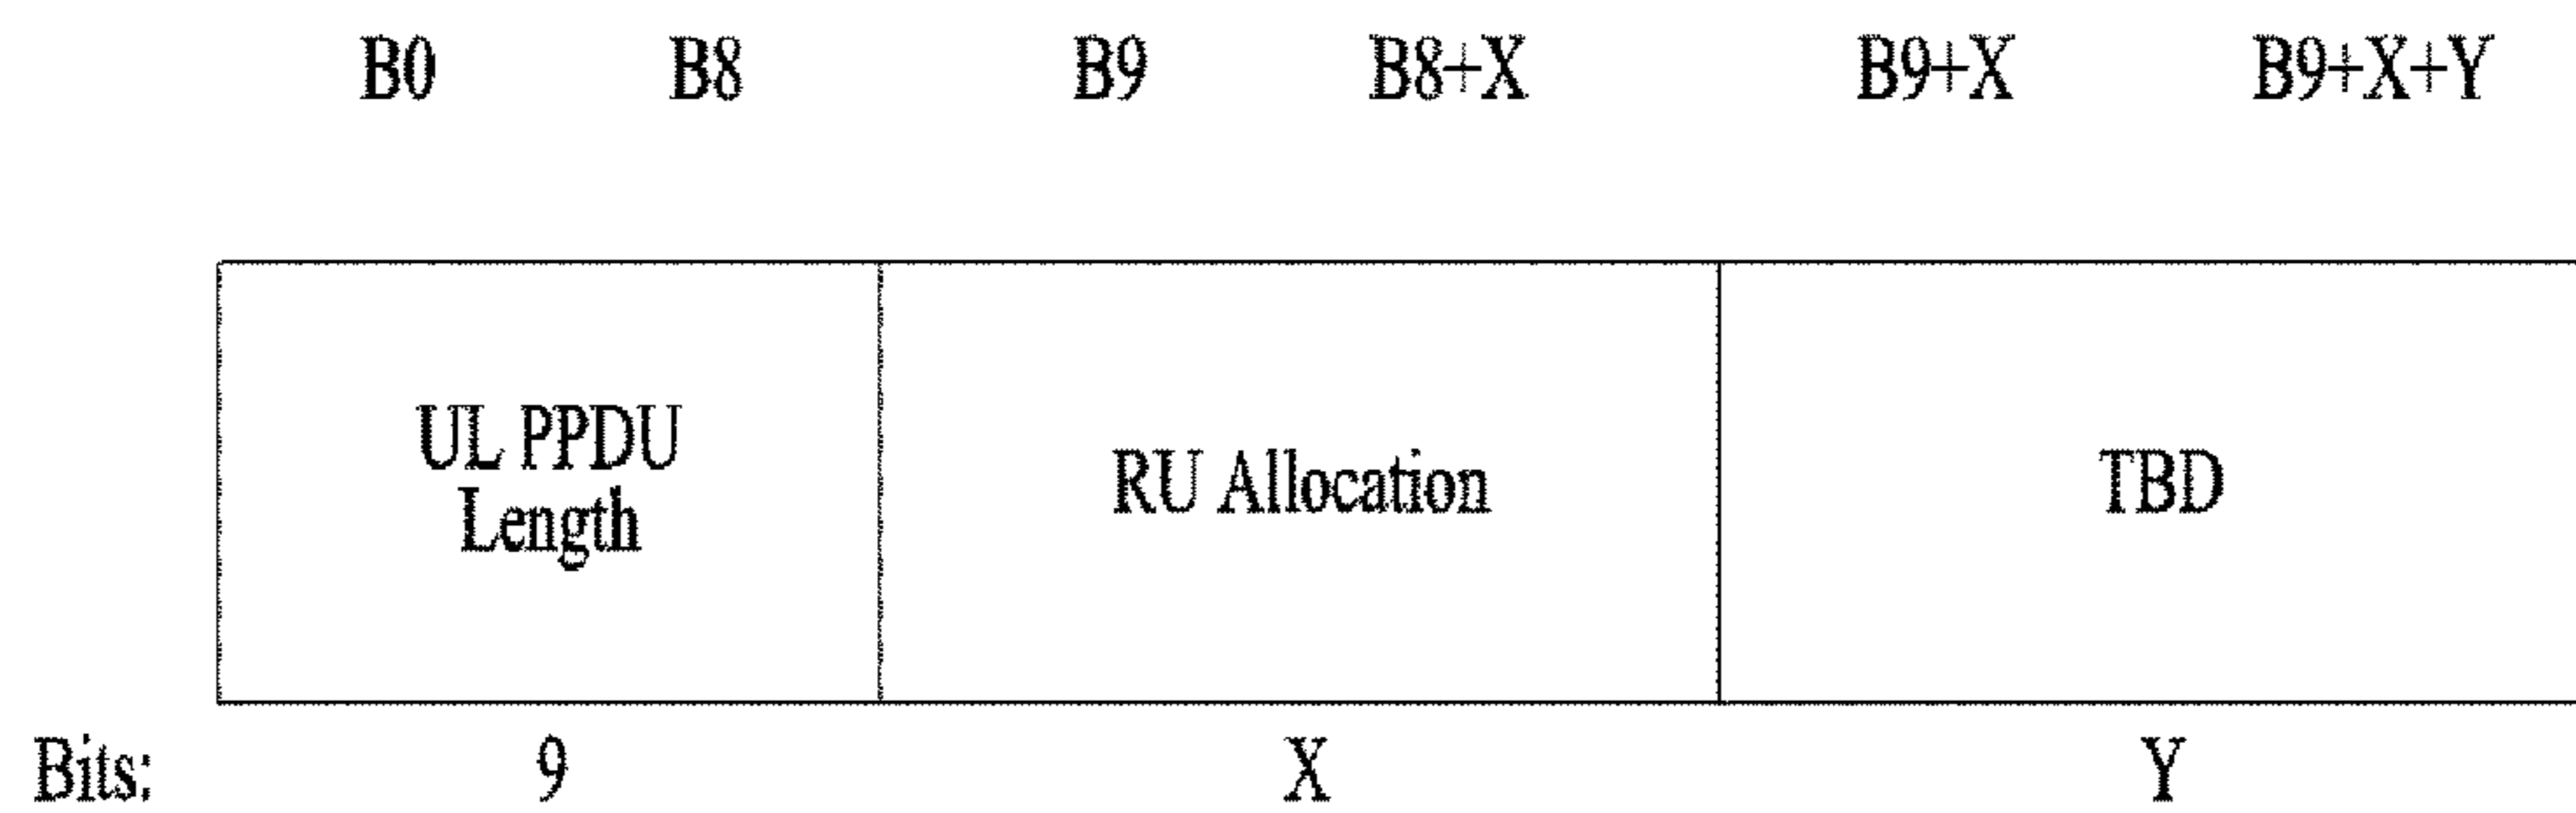 B0 B8 B9 B8+X B9+X B9+X+Y
UL PPDU
Length
RU Allocation
TBD
Bits: 9 X Y